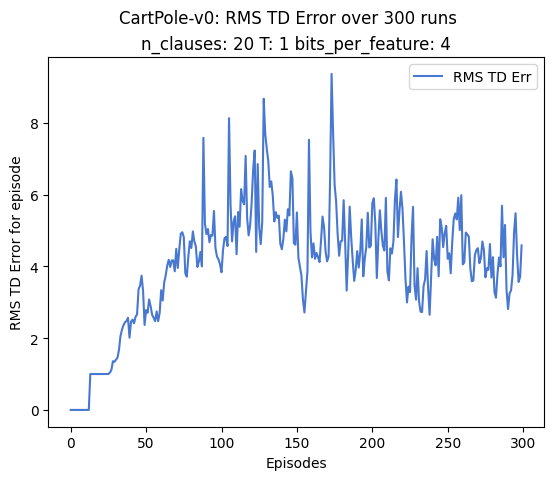 CartPole-v0: RMS TD Error over 300 runs
n_clauses: 20 T: 1 bits_per_feature: 4
RMS TD Err
RMS TD Error for episode
8
6
4
2
0
0 50 100 150 200 250 300
Episodes